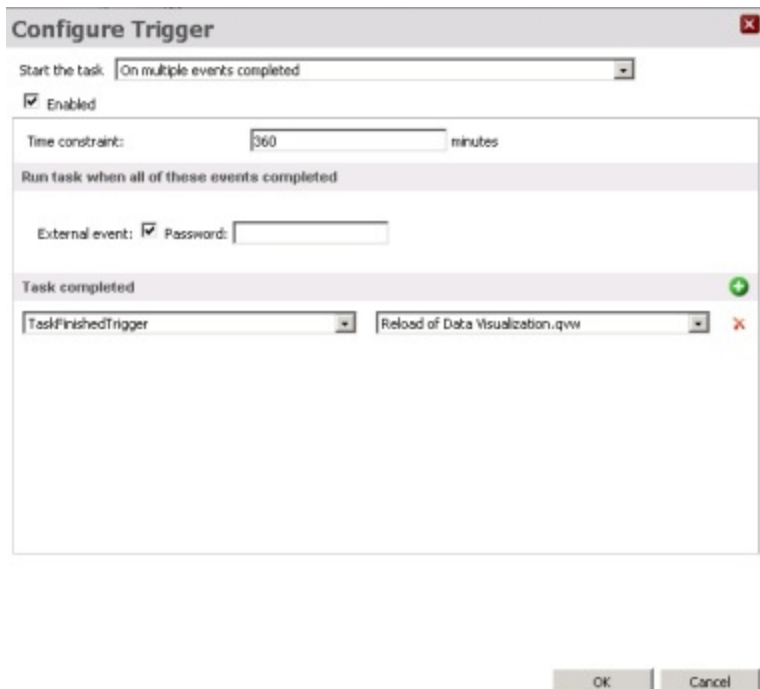 Configure Trigger
Start the task On multiple events completed
Enabled
Time constraint: 360 minutes
Run task when all of these events completed
External event: Password:
Task completed
TaskFinishedTrigger Reload of Data Visualization.qvw
OK Cancel